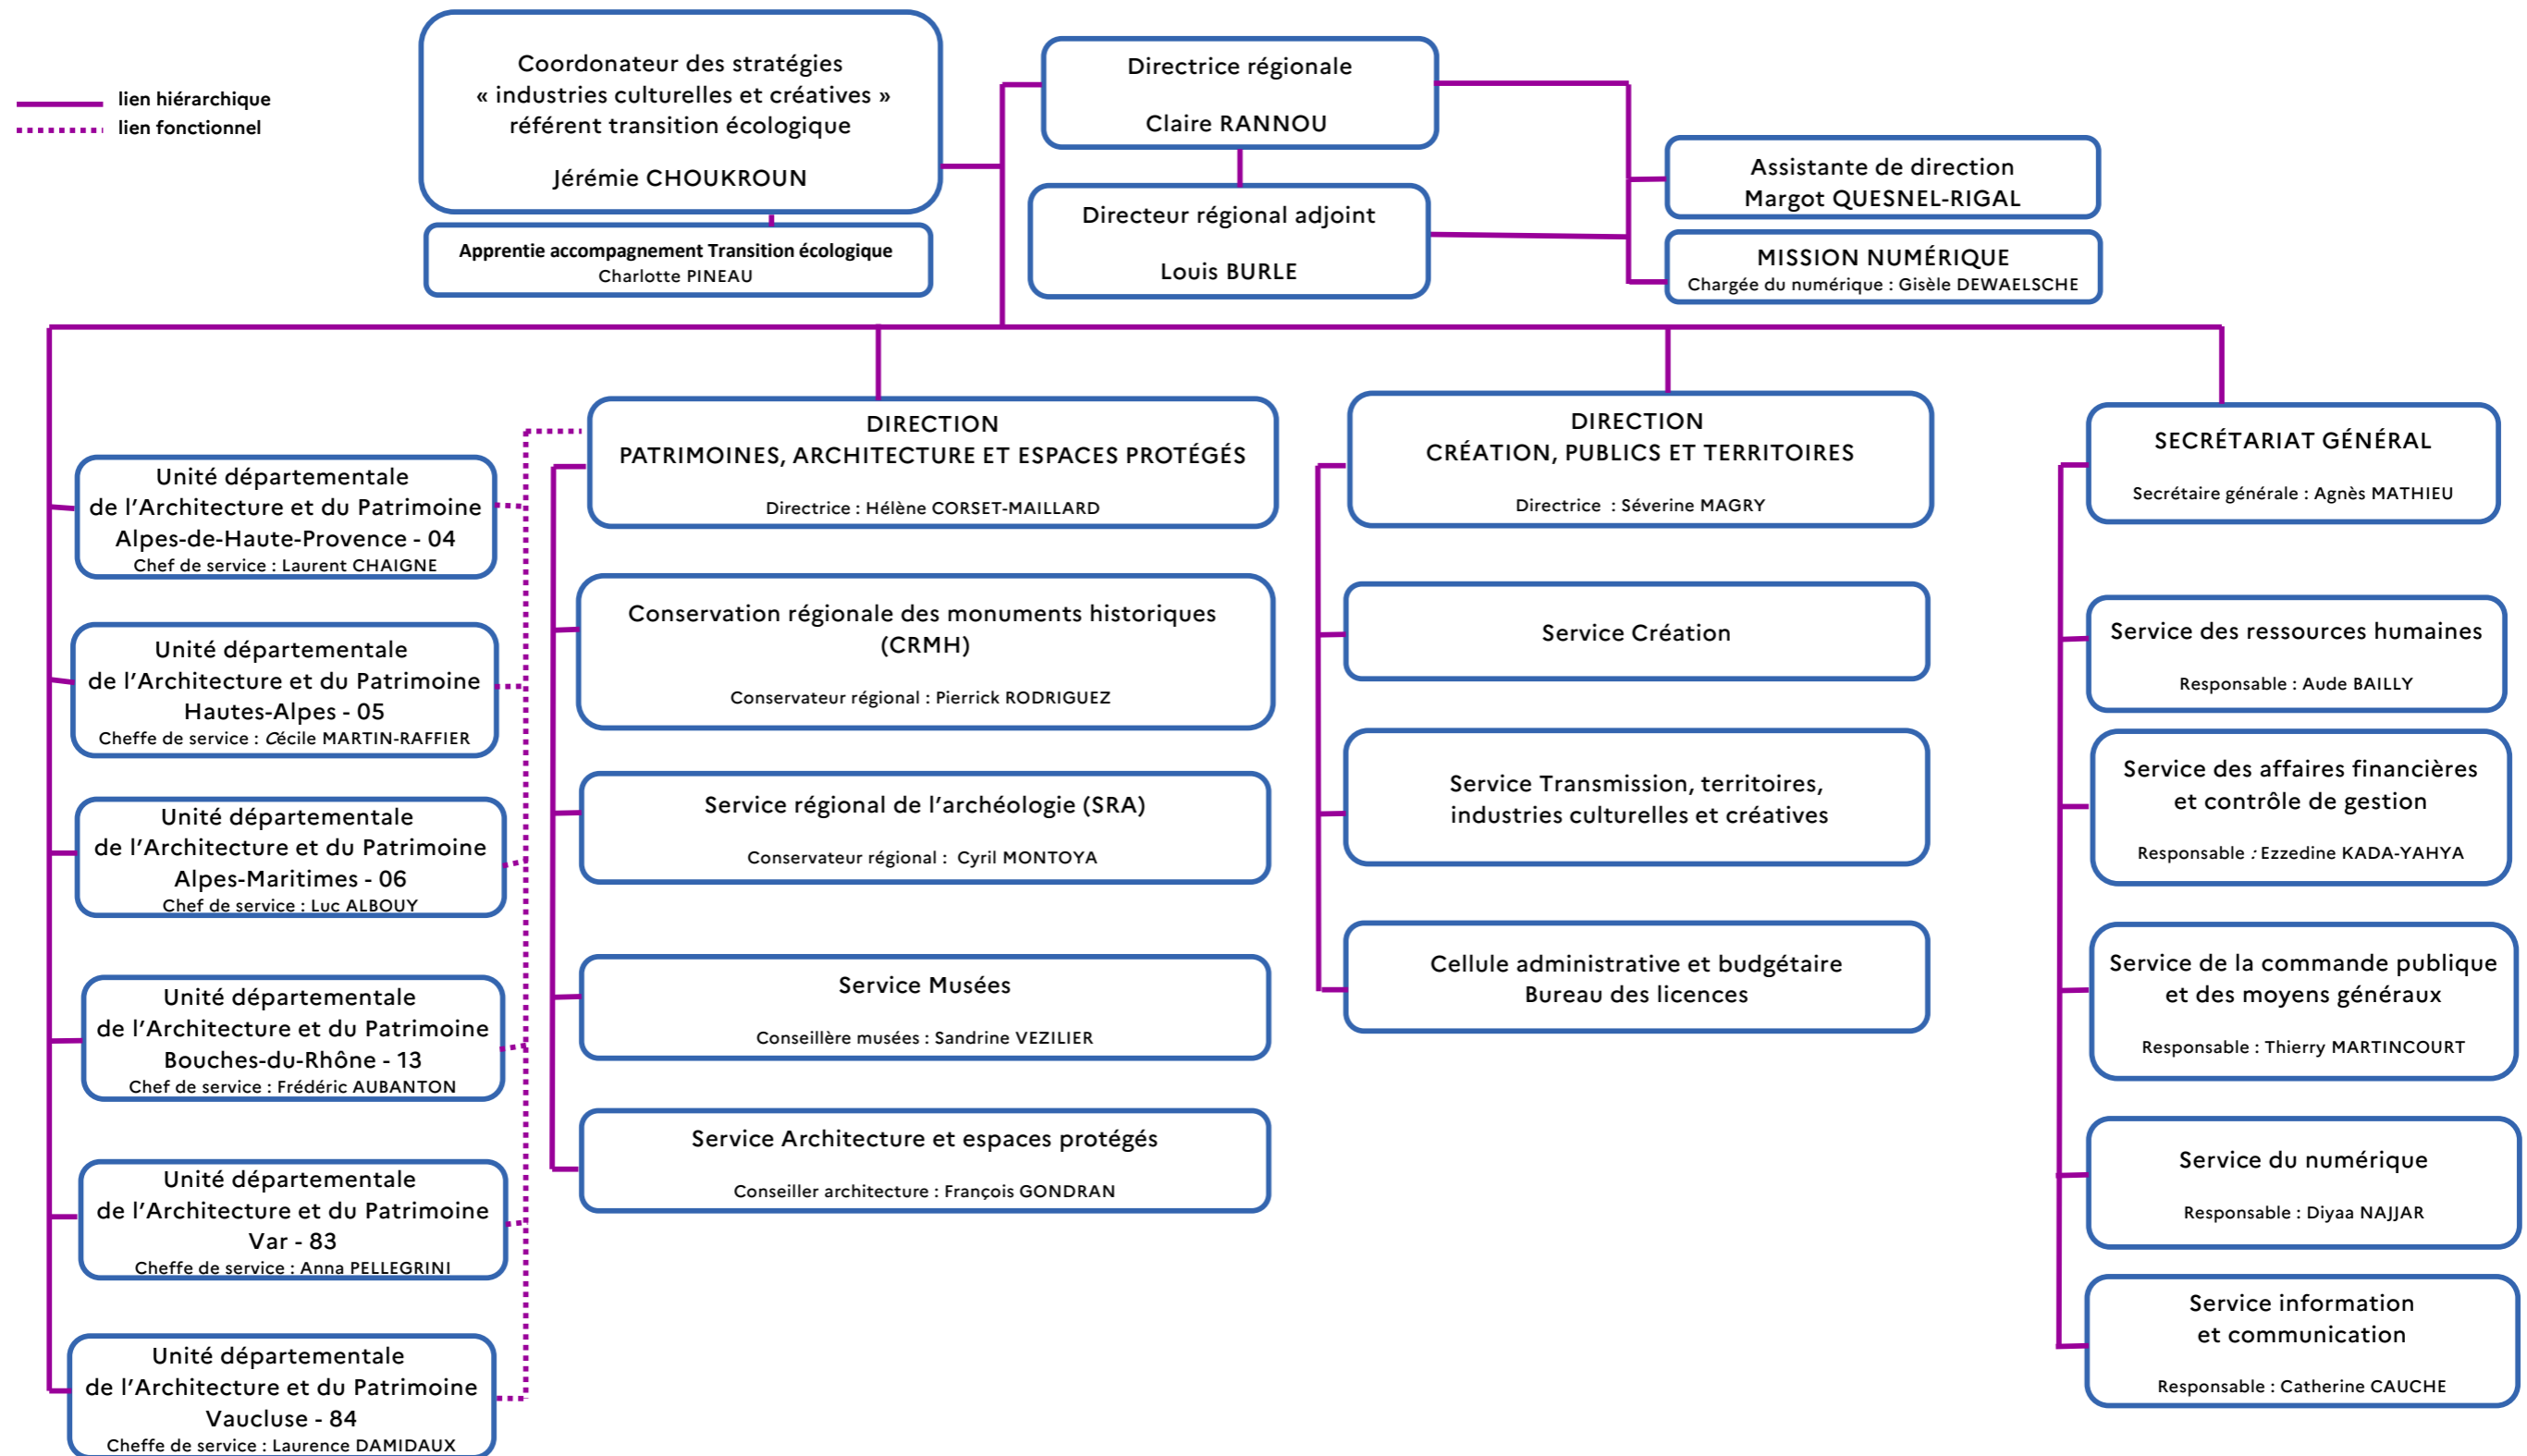 lien hiérarchique
lien fonctionnel
Coordonateur des stratégies
« industries culturelles et créatives »
référent transition écologique
Jérémie CHOUKROUN
Apprentie accompagnement Transition écologique
Charlotte PINEAU
Directrice régionale
Claire RANNOU
Directeur régional adjoint
Louis BURLE
Assistante de direction
Margot QUESNEL-RIGAL
MISSION NUMÉRIQUE
Chargée du numérique : Gisèle DEWAELSCHE
Unité départementale
de l'Architecture et du Patrimoine
Alpes-de-Haute-Provence - 04
Chef de service : Laurent CHAIGNE
Unité départementale
de l'Architecture et du Patrimoine
Hautes-Alpes - 05
Cheffe de service : Cécile MARTIN-RAFFIER
Unité départementale
de l'Architecture et du Patrimoine
Alpes-Maritimes - 06
Chef de service : Luc ALBOUY
Unité départementale
de l'Architecture et du Patrimoine
Bouches-du-Rhône - 13
Chef de service : Frédéric AUBANTON
Unité départementale
de l'Architecture et du Patrimoine
Var - 83
Cheffe de service : Anna PELLEGRINI
Unité départementale
de l'Architecture et du Patrimoine
Vaucluse - 84
Cheffe de service : Laurence DAMIDAUX
DIRECTION
PATRIMOINES, ARCHITECTURE ET ESPACES PROTÉGÉS
Directrice : Hélène CORSET-MAILLARD
Conservation régionale des monuments historiques
(CRMH)
Conservateur régional : Pierrick RODRIGUEZ
Service régional de l'archéologie (SRA)
Conservateur régional : Cyril MONTOYA
Service Musées
Conseillère musées : Sandrine VEZILIER
Service Architecture et espaces protégés
Conseiller architecture : François GONDRAN
DIRECTION
CRÉATION, PUBLICS ET TERRITOIRES
Directrice : Séverine MAGRY
Service Création
Service Transmission, territoires,
industries culturelles et créatives
Cellule administrative et budgétaire
Bureau des licences
SECRÉTARIAT GÉNÉRAL
Secrétaire générale : Agnès MATHIEU
Service des ressources humaines
Responsable : Aude BAILLY
Service des affaires financières
et contrôle de gestion
Responsable : Ezzedine KADA-YAHYA
Service de la commande publique
et des moyens généraux
Responsable : Thierry MARTINCOURT
Service du numérique
Responsable : Diyaa NAJJAR
Service information
et communication
Responsable : Catherine CAUCHE